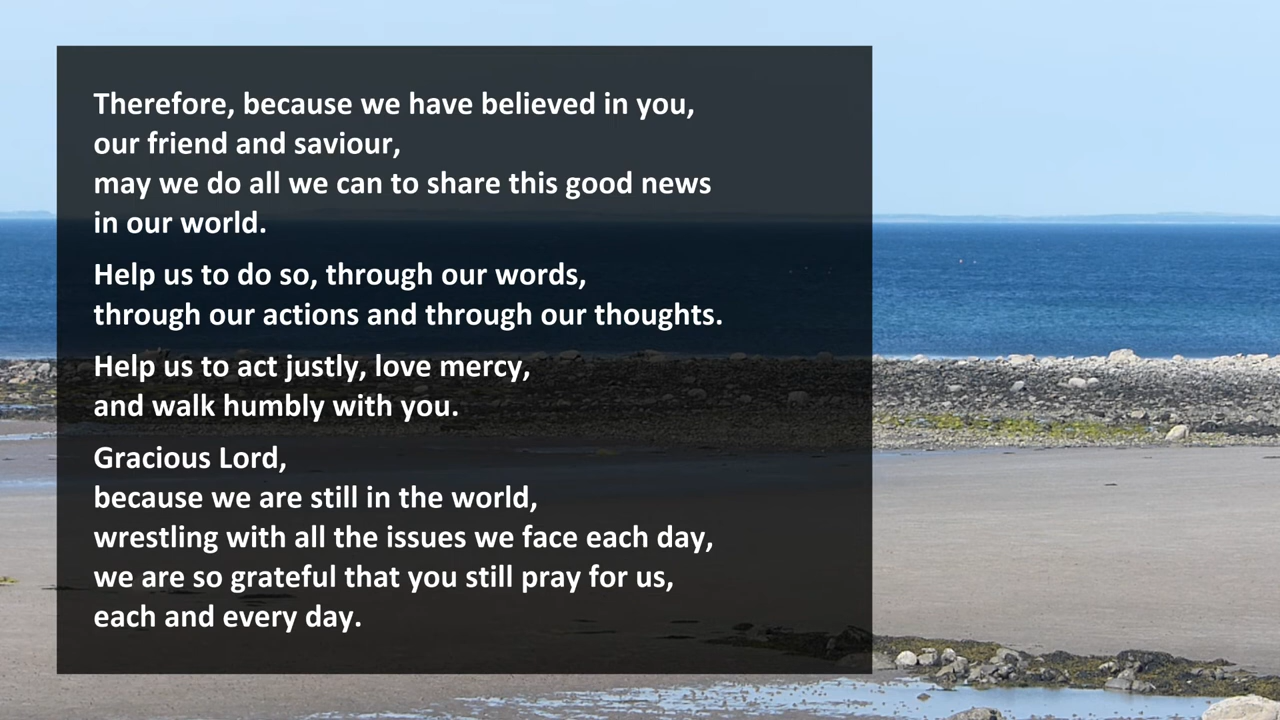 Therefore, because we have believed in you,
our friend and saviour,
may we do all we can to share this good news
in our world.
Help us to do so, through our words,
through our actions and through our thoughts.
Help us to act justly, love mercy,
and walk humbly with you.
Gracious Lord,
because we are still in the world,
wrestling with all the issues we face each day,
we are so grateful that you still pray for us,
each and every day.